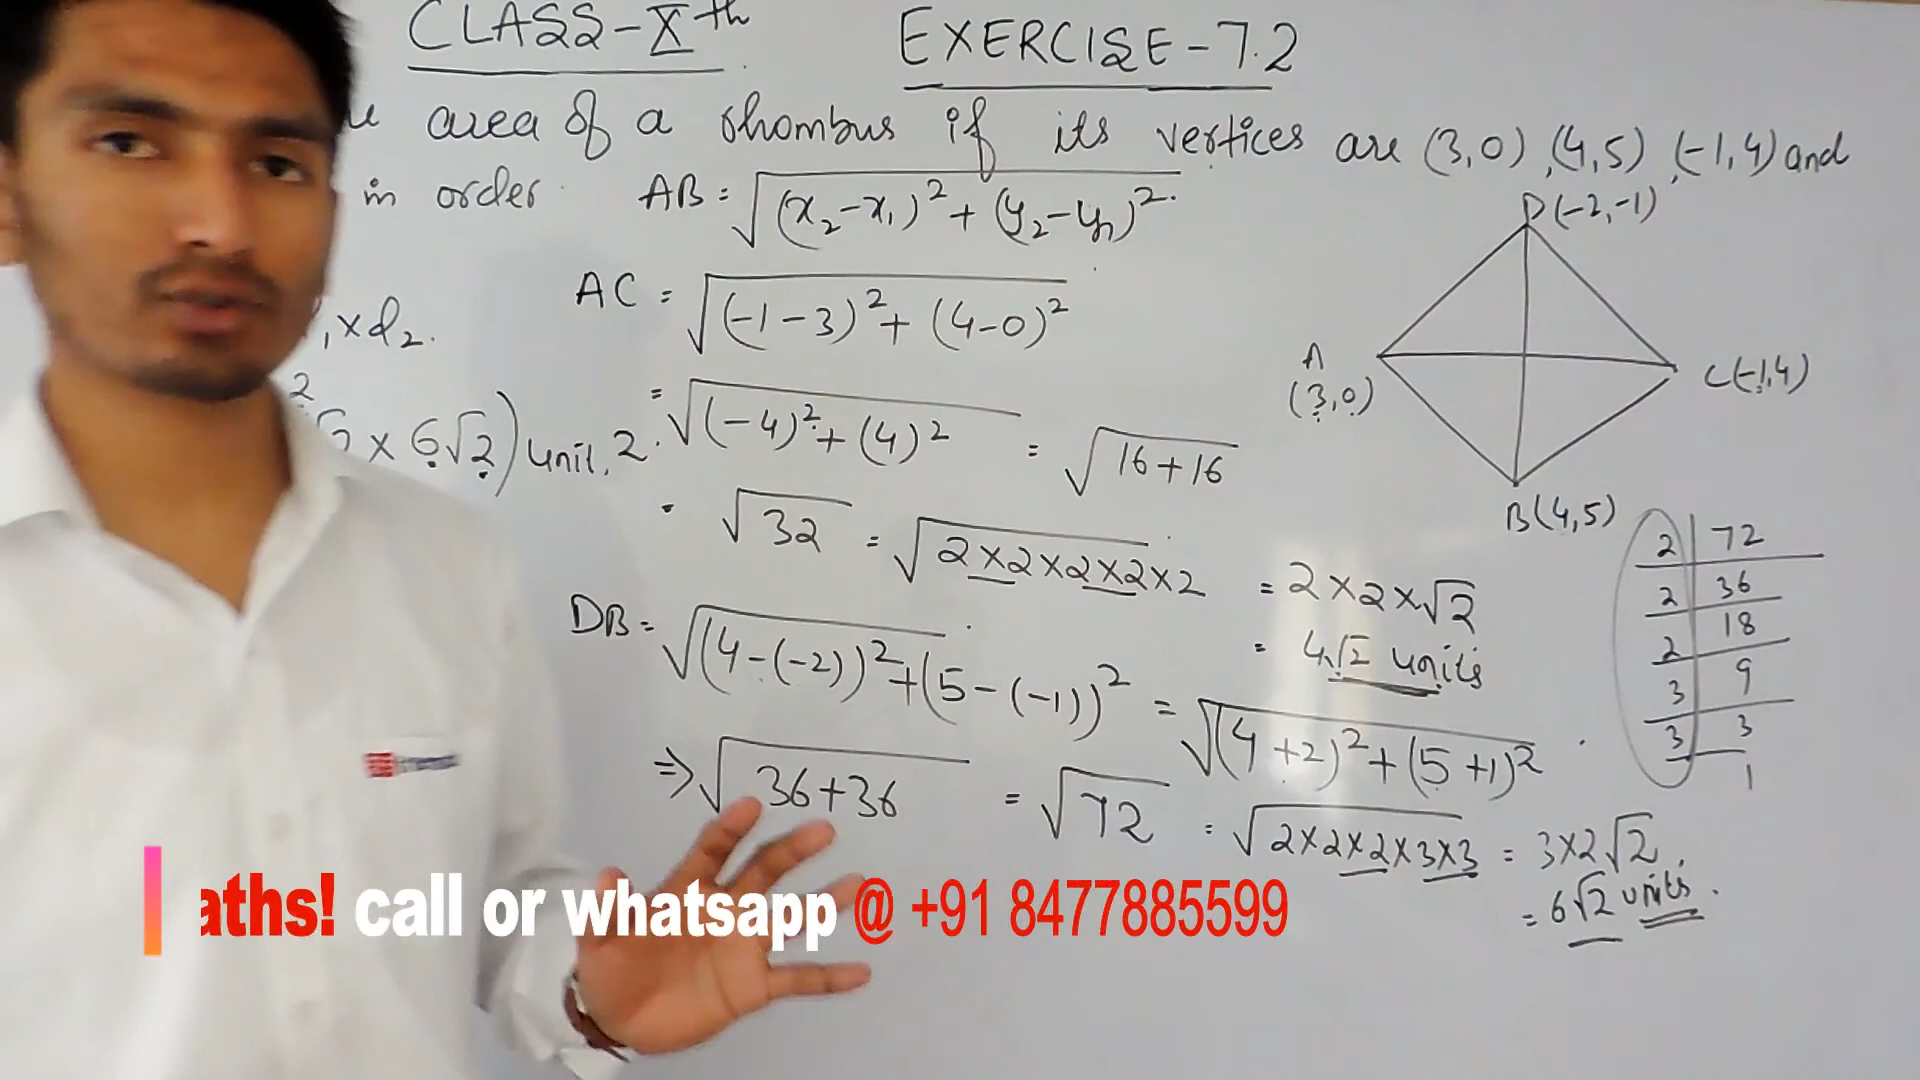 CLASS-Xth EXERCISE-7.2
area of a rhombus if its vertices are (3,0), (4,5), (-1,4) and
in order
AB = √(x₂-x₁)² + (y₂-y₁)²
D(-2,-1)
AC = √(-1-3)² + (4-0)²
×d₂.
2
A
(3,0)
C(-1,4)
= √(-4)² + (4)² = √16+16
× 6√2) unit.2
B(4,5)
√32 = √2×2×2×2×2 = 2×2×√2
= 4√2 units
DB = √(4-(-2))² + (5-(-1))² = √(4+2)² + (5+1)²
⇒ √36+36 = √72 = √2×2×2×3×3 = 3×2√2.
= 6√2 units.
2 | 72
2 | 36
2 | 18
3 | 9
3 | 3
1
aths! call or whatsapp @ +91 8477885599